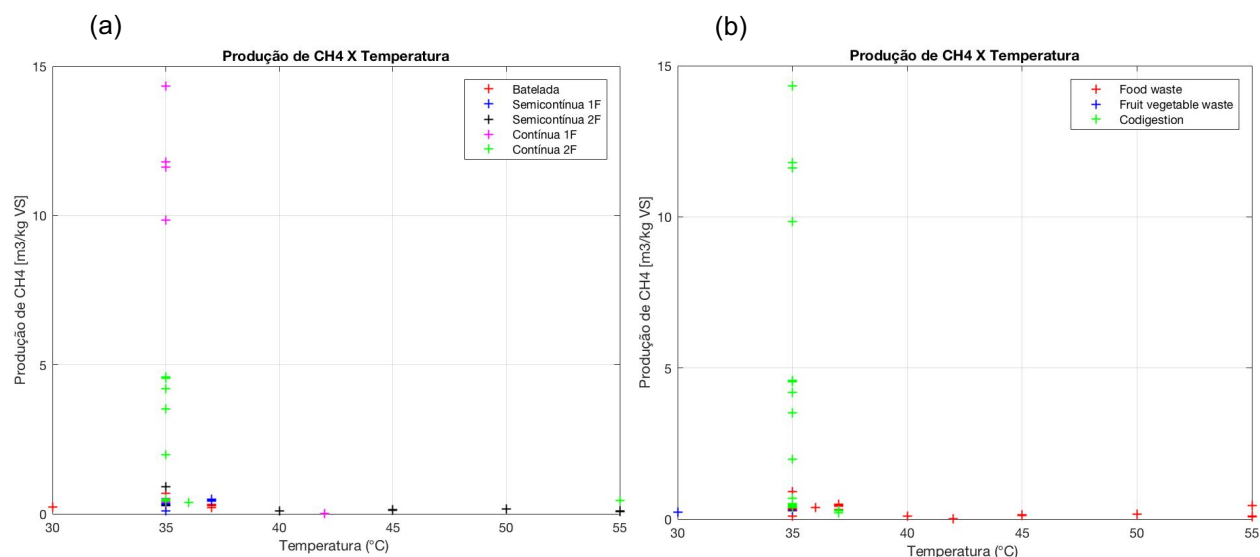 (a)
Produção de CH4 X Temperatura
15
10
5
0
Produção de CH4 [m3/kg VS]
30 35 40 45 50 55
Temperatura (°C)
Batelada
Semicontínua 1F
Semicontínua 2F
Contínua 1F
Contínua 2F
(b)
Produção de CH4 X Temperatura
15
10
5
0
Produção de CH4 [m3/kg VS]
30 35 40 45 50 55
Temperatura (°C)
Food waste
Fruit vegetable waste
Codigestion